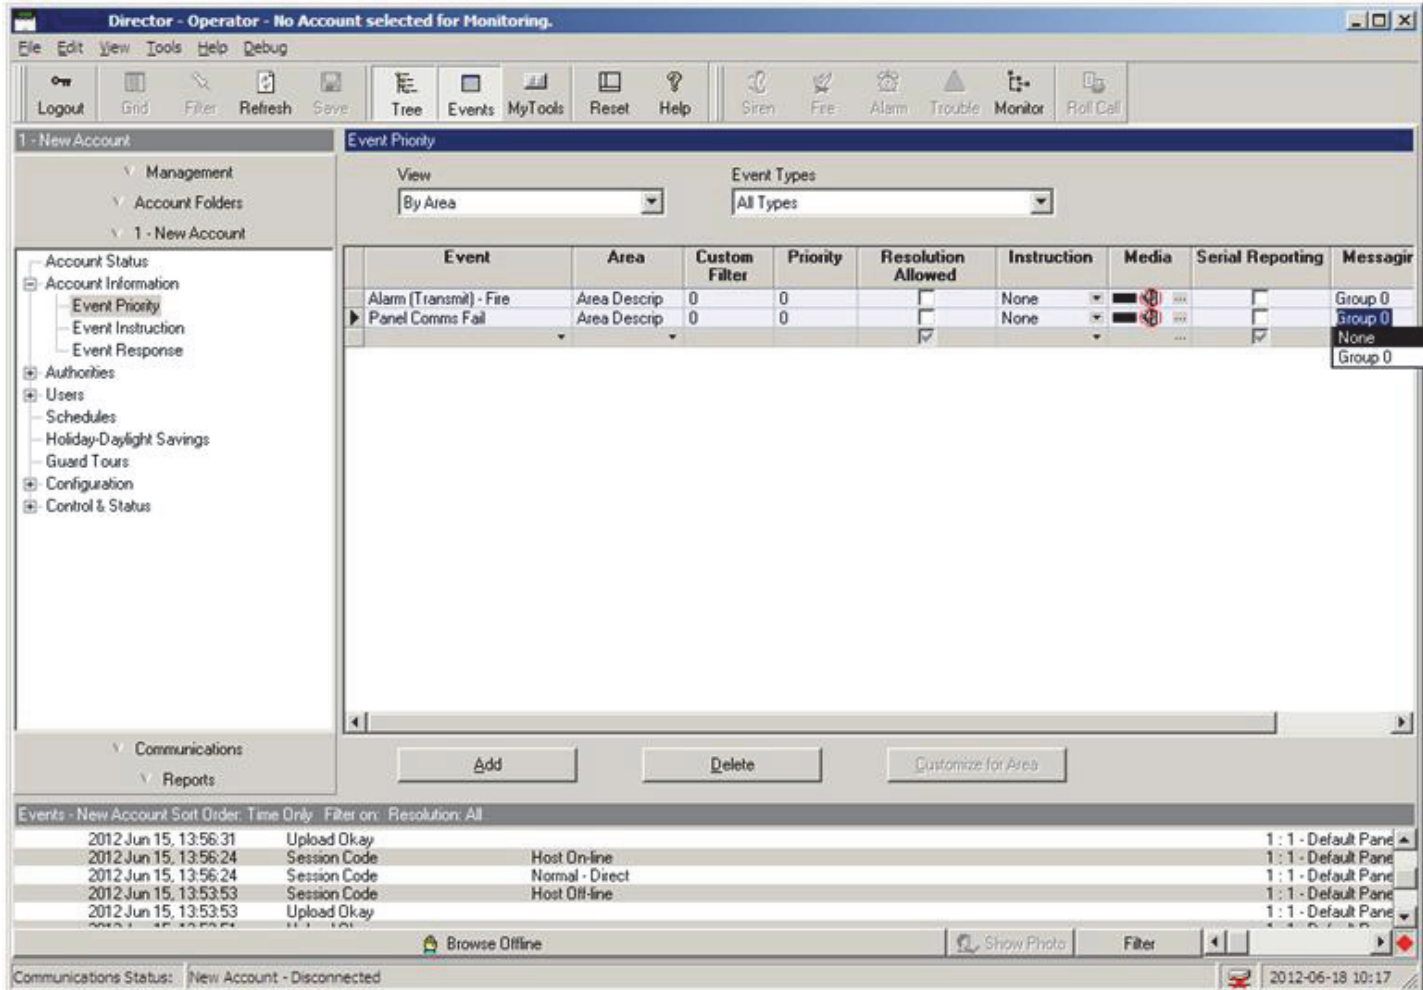 Director - Operator - No Account selected for Monitoring.
File Edit View Tools Help Debug
Logout Grid Filter Refresh Save Tree Events MyTools Reset Help Siren Fire Alarm Trouble Monitor Roll Call
1 - New Account
Event Priority
Management
Account Folders
1 - New Account
Account Status
Account Information
Event Priority
Event Instruction
Event Response
Authorities
Users
Schedules
Holiday-Daylight Savings
Guard Tours
Configuration
Control & Status
Communications
Reports
View Event Types
By Area All Types
Event Area Custom Filter Priority Resolution Allowed Instruction Media Serial Reporting Messagin
Alarm (Transmit) - Fire Area Descrip 0 0 None ... Group 0
Panel Comms Fail Area Descrip 0 0 None ... Group 0
...
None
Group 0
Add Delete Customize for Area
Events - New Account Sort Order: Time Only Filter on: Resolution: All
2012 Jun 15, 13:56:31 Upload Okay 1 : 1 - Default Pane
2012 Jun 15, 13:56:24 Session Code Host On-line 1 : 1 - Default Pane
2012 Jun 15, 13:56:24 Session Code Normal - Direct 1 : 1 - Default Pane
2012 Jun 15, 13:53:53 Session Code Host Off-line 1 : 1 - Default Pane
2012 Jun 15, 13:53:53 Upload Okay 1 : 1 - Default Pane
Browse Offline Show Photo Filter
Communications Status: New Account - Disconnected 2012-06-18 10:17